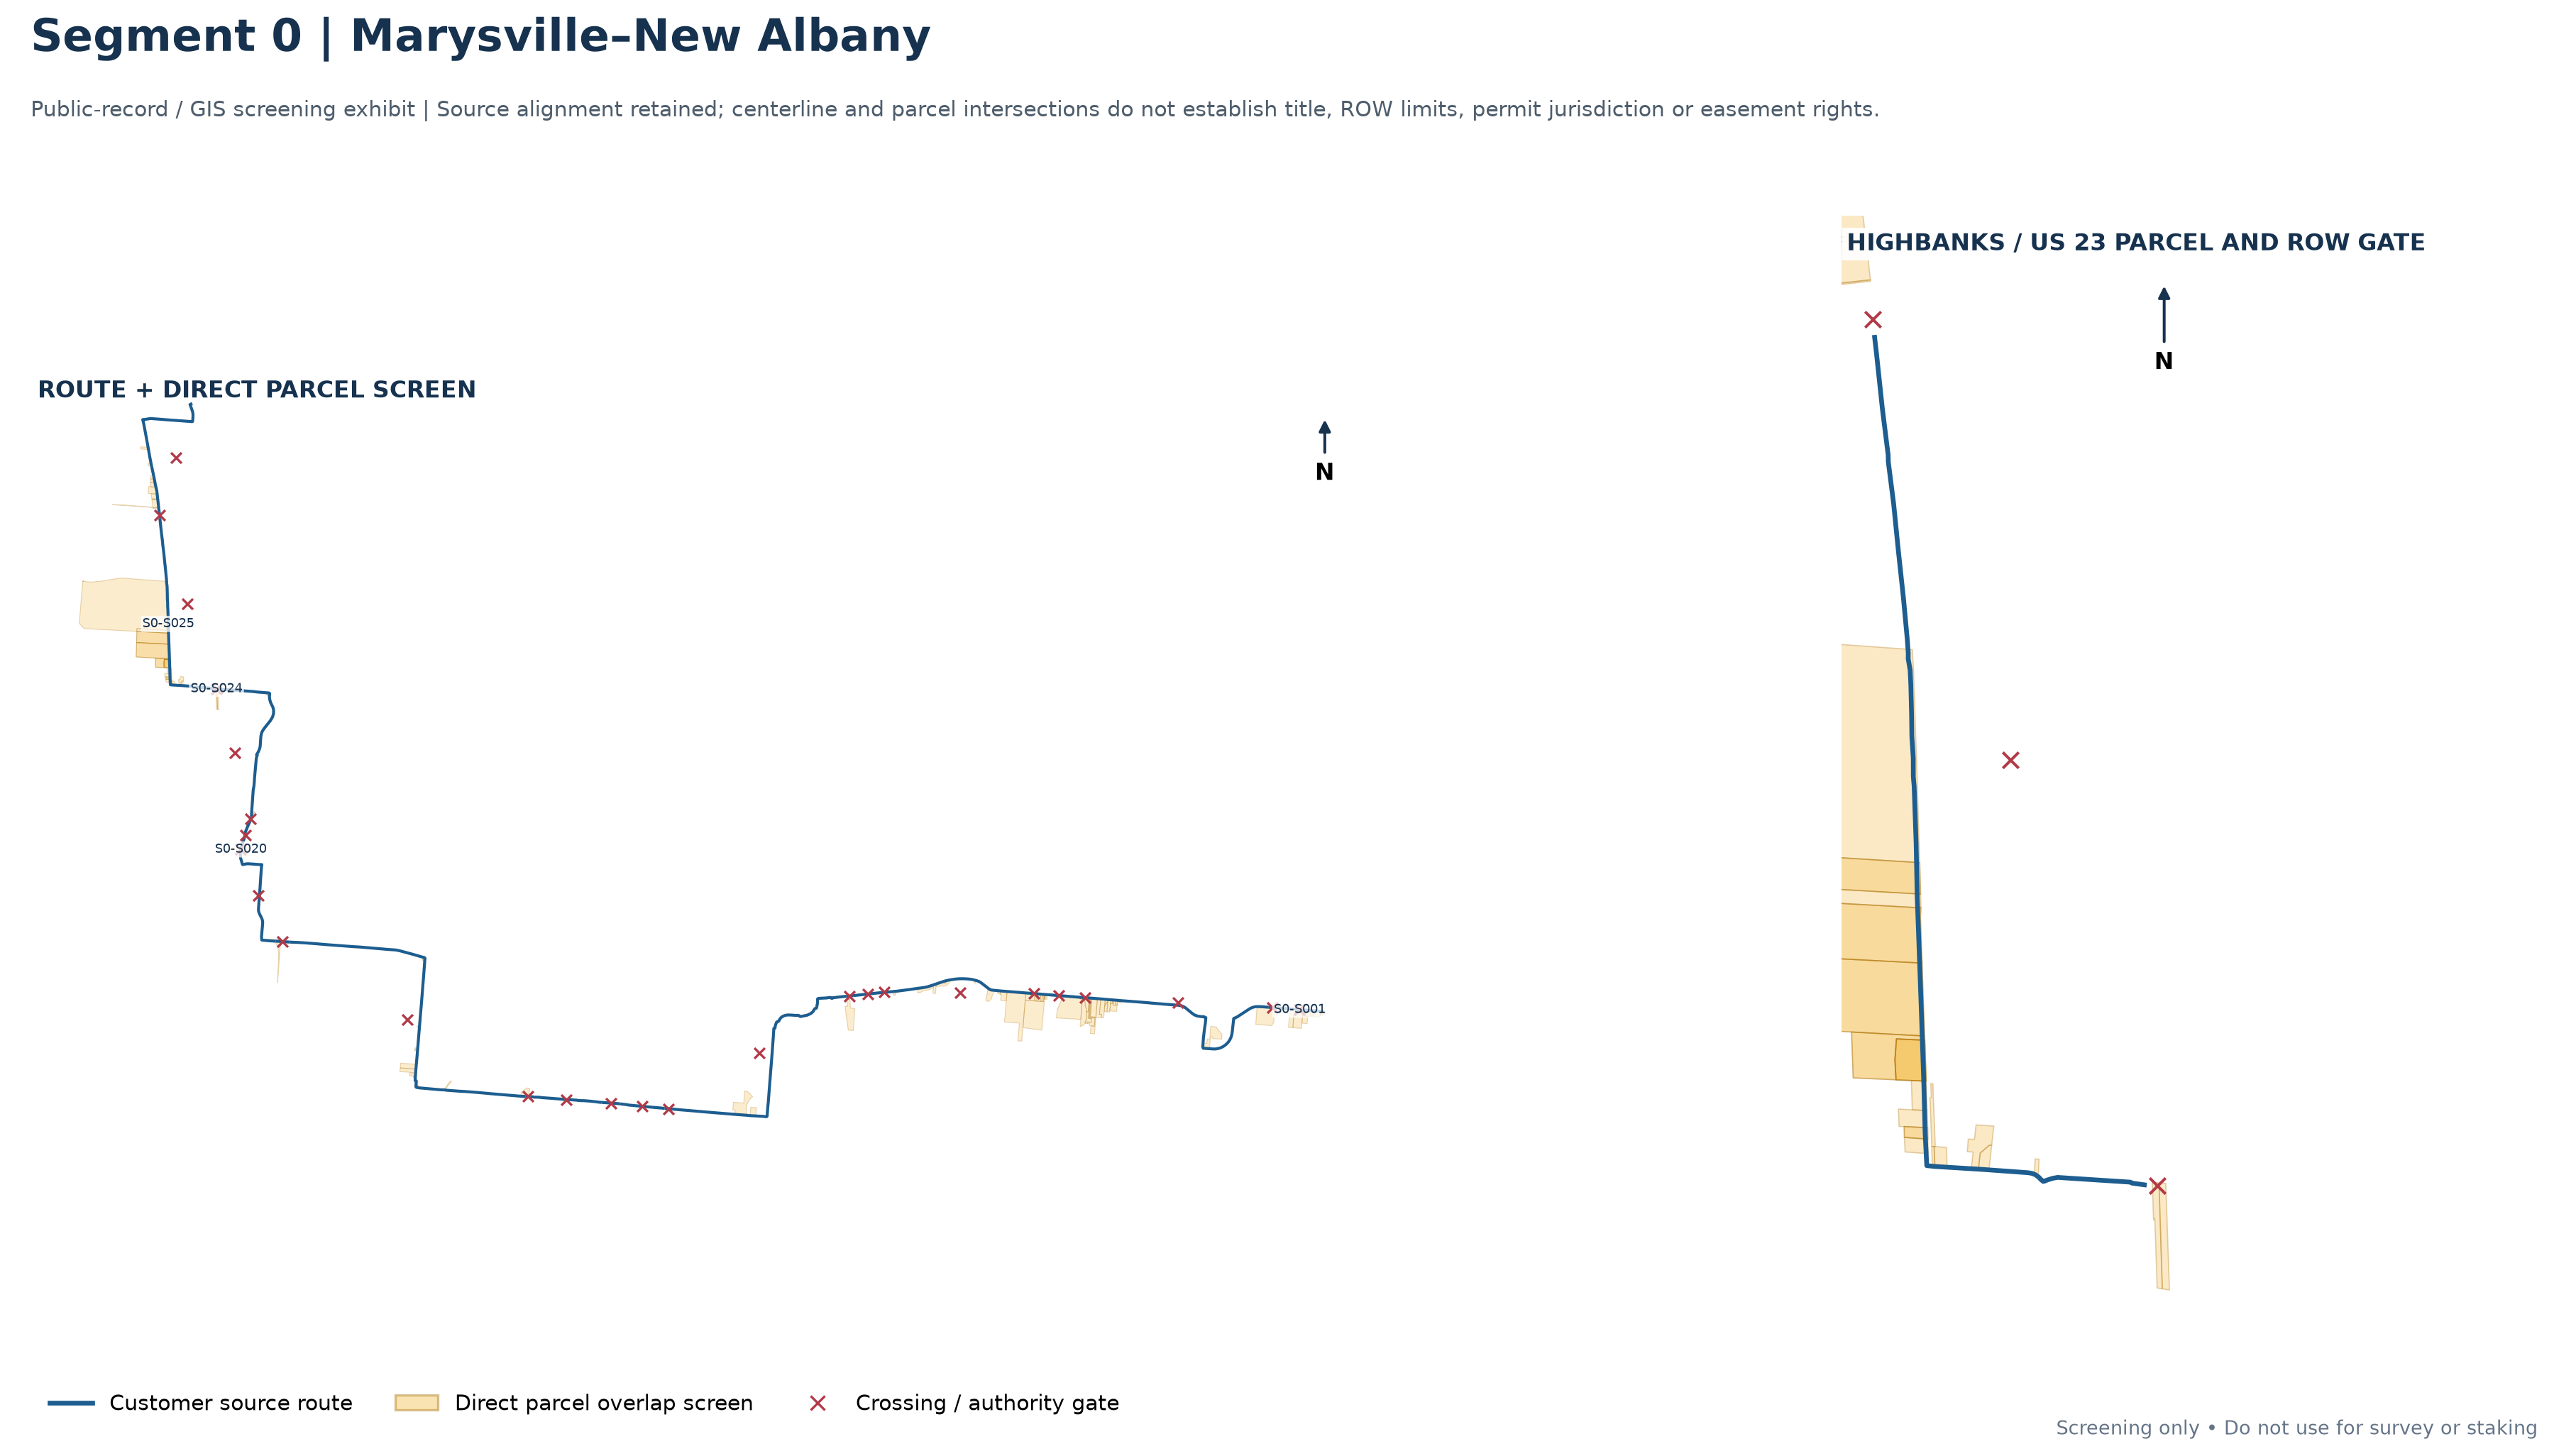 Segment 0 | Marysville–New Albany
Public-record / GIS screening exhibit | Source alignment retained; centerline and parcel intersections do not establish title, ROW limits, permit jurisdiction or easement rights.
HIGHBANKS / US 23 PARCEL AND ROW GATE
N
ROUTE + DIRECT PARCEL SCREEN
N
S0-S025
S0-S024
S0-S020
S0-S001
Customer source route
Direct parcel overlap screen
Crossing / authority gate
Screening only • Do not use for survey or staking